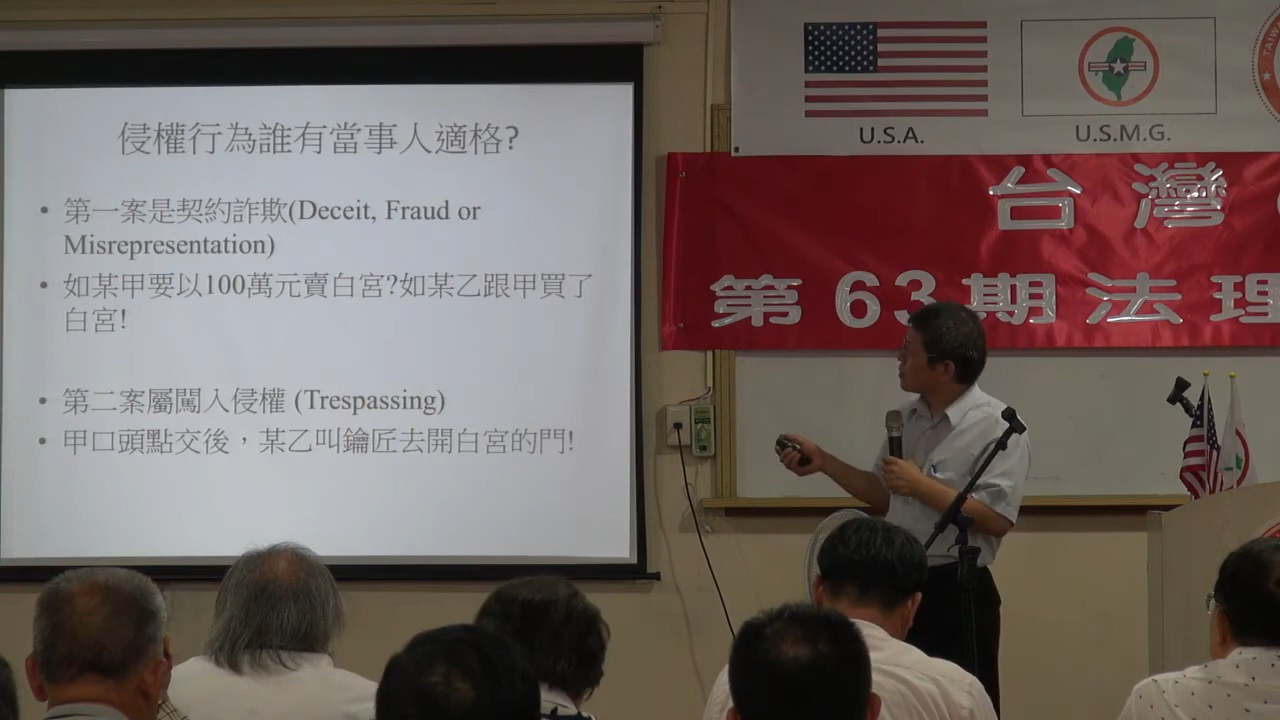 侵權行為誰有當事人適格?
• 第一案是契約詐欺(Deceit, Fraud or
Misrepresentation)
• 如某甲要以100萬元賣白宮?如某乙跟甲買了
白宮!
• 第二案屬闖入侵權 (Trespassing)
• 甲口頭點交後，某乙叫鑰匠去開白宮的門!
U.S.A.
U.S.M.G.
台灣
第63期法理